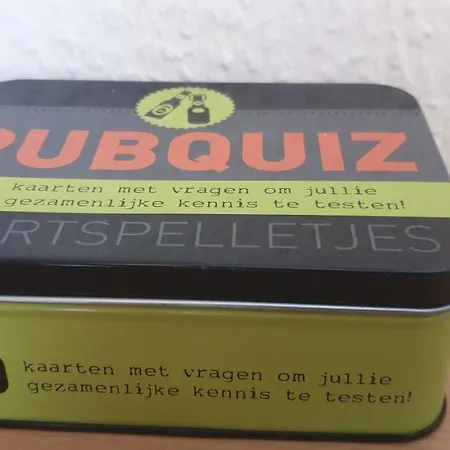 PUBQUIZ
kaarten met vragen om jullie
gezamenlijke kennis te testen!
RTSPELLETJES
kaarten met vragen om jullie
gezamenlijke kennis te testen!